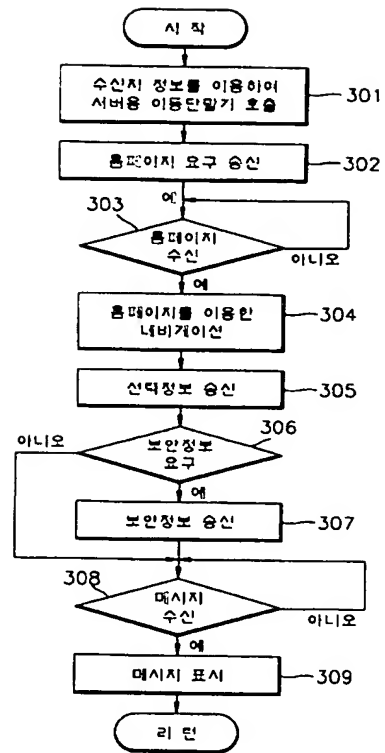 시 작
수신지 정보를 이용하여
서버용 이동단말기 호출
301
홈페이지 요구 송신
302
예
303
홈페이지
수신
아니오
예
홈페이지를 이용한
네비게이션
304
선택정보 송신
305
아니오
306
보안정보
요구
예
보안정보 송신
307
308
메시지
수신
아니오
예
메시지 표시
309
리 턴